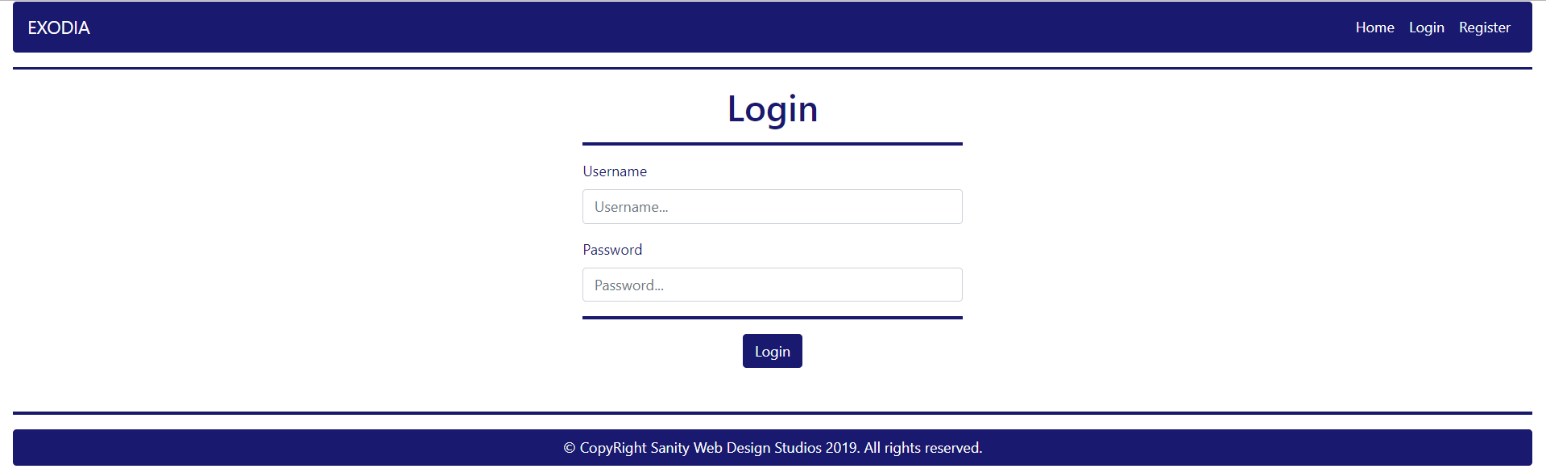 EXODIA Home Login Register
Login
Username
Username...
Password
Password...
Login
© CopyRight Sanity Web Design Studios 2019. All rights reserved.